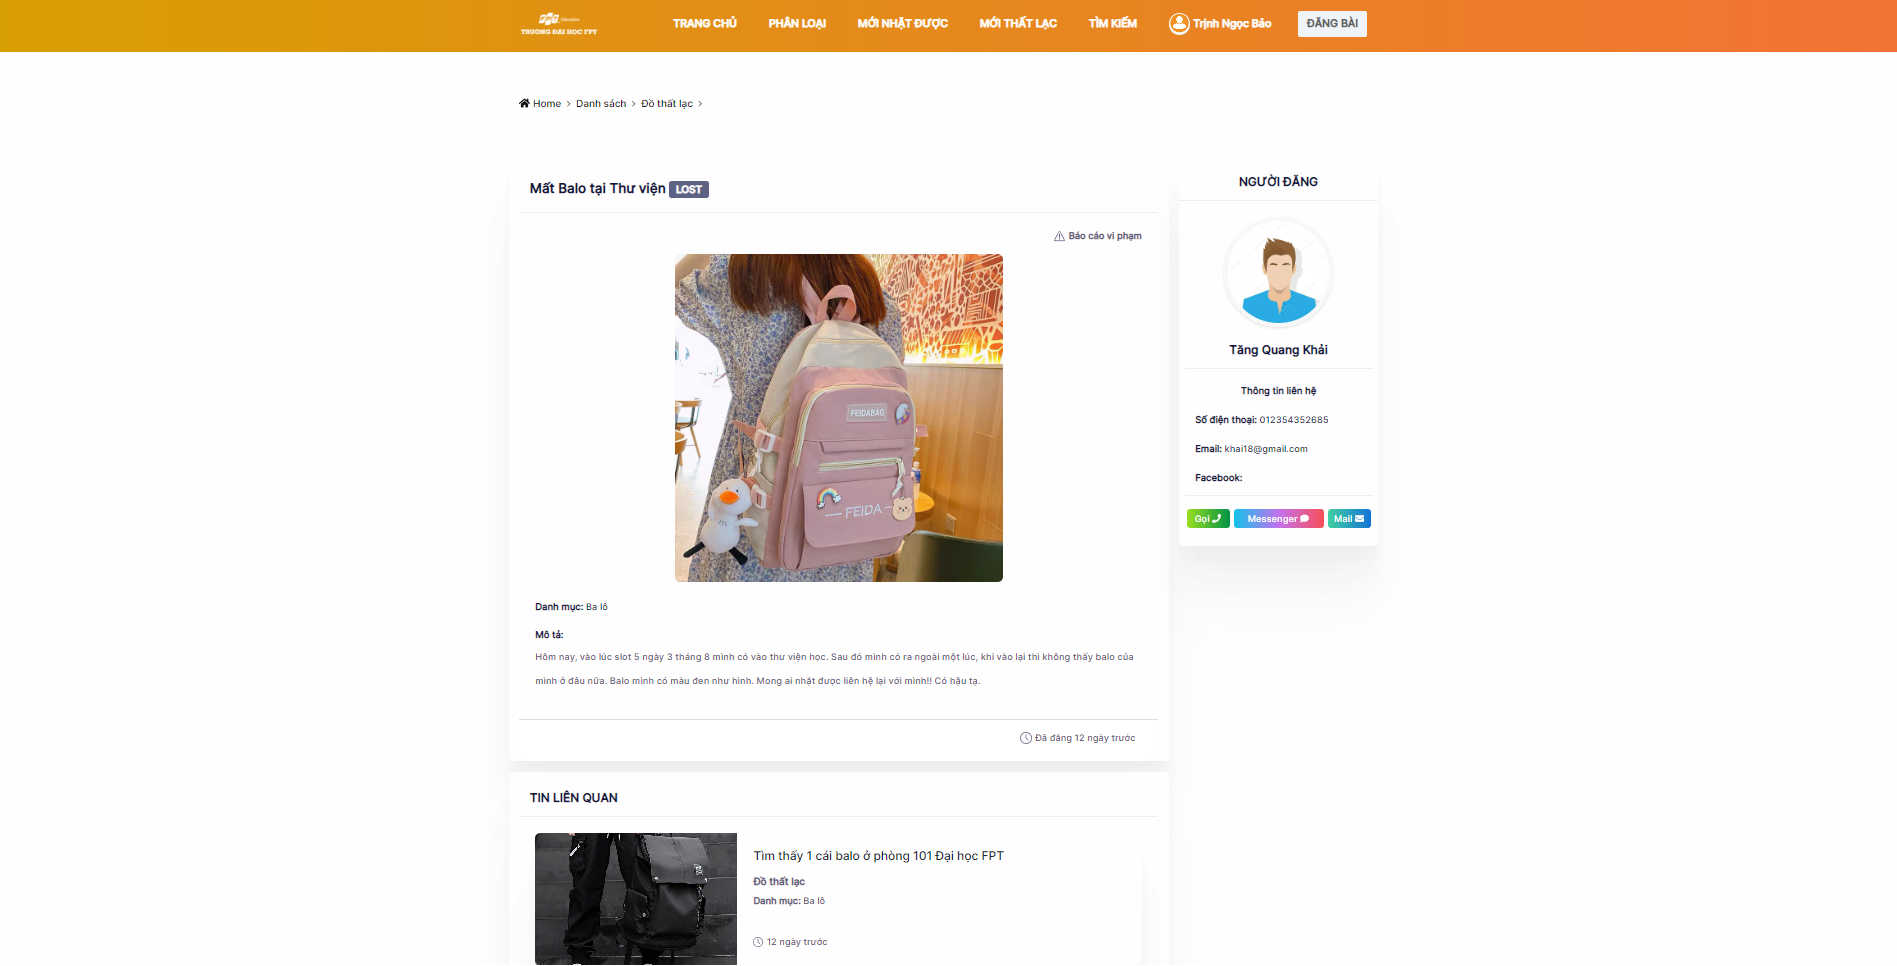 FPT Education
TRƯỜNG ĐẠI HỌC FPT
TRANG CHỦ
PHÂN LOẠI
MỚI NHẶT ĐƯỢC
MỚI THẤT LẠC
TÌM KIẾM
Trịnh Ngọc Bảo
ĐĂNG BÀI
Home > Danh sách > Đồ thất lạc >
Mất Balo tại Thư viện LOST
Báo cáo vi phạm
FEIDABAG
FEIDA
Danh mục: Ba lô
Mô tả:
Hôm nay, vào lúc slot 5 ngày 3 tháng 8 mình có vào thư viện học. Sau đó mình có ra ngoài một lúc, khi vào lại thì không thấy balo của
mình ở đâu nữa. Balo mình có màu đen như hình. Mong ai nhặt được liên hệ lại với mình!! Có hậu tạ.
Đã đăng 12 ngày trước
NGƯỜI ĐĂNG
Tăng Quang Khải
Thông tin liên hệ
Số điện thoại: 012354352685
Email: khai18@gmail.com
Facebook:
Gọi
Messenger
Mail
TIN LIÊN QUAN
Tìm thấy 1 cái balo ở phòng 101 Đại học FPT
Đồ thất lạc
Danh mục: Ba lô
12 ngày trước